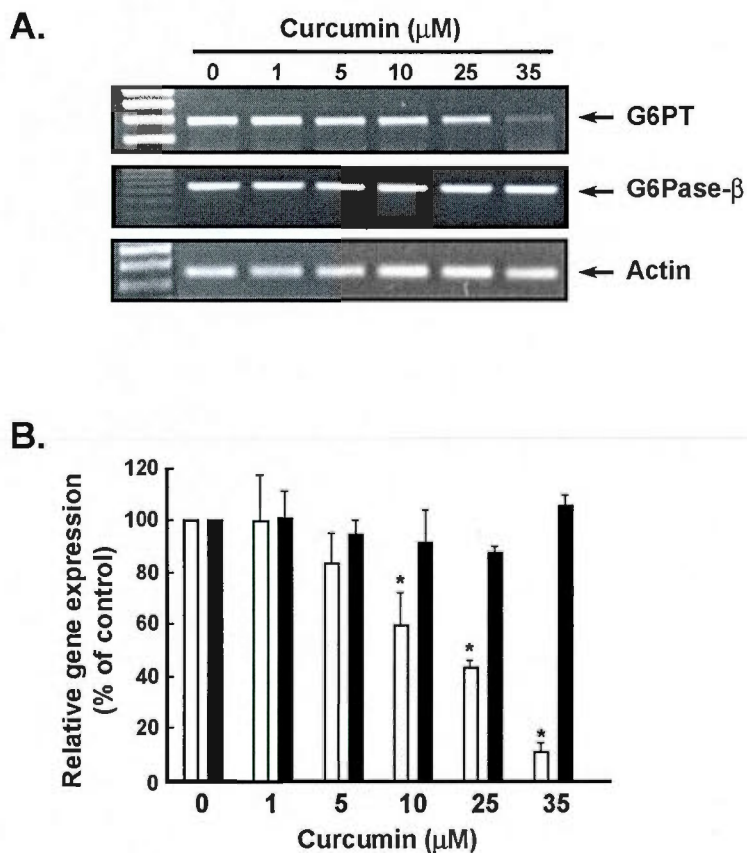 A.
Curcumin (μM)
0 1 5 10 25 35
G6PT
G6Pase-β
Actin
B.
Relative gene expression
(% of control)
120
100
80
60
40
20
0
* * *
0 1 5 10 25 35
Curcumin (μM)